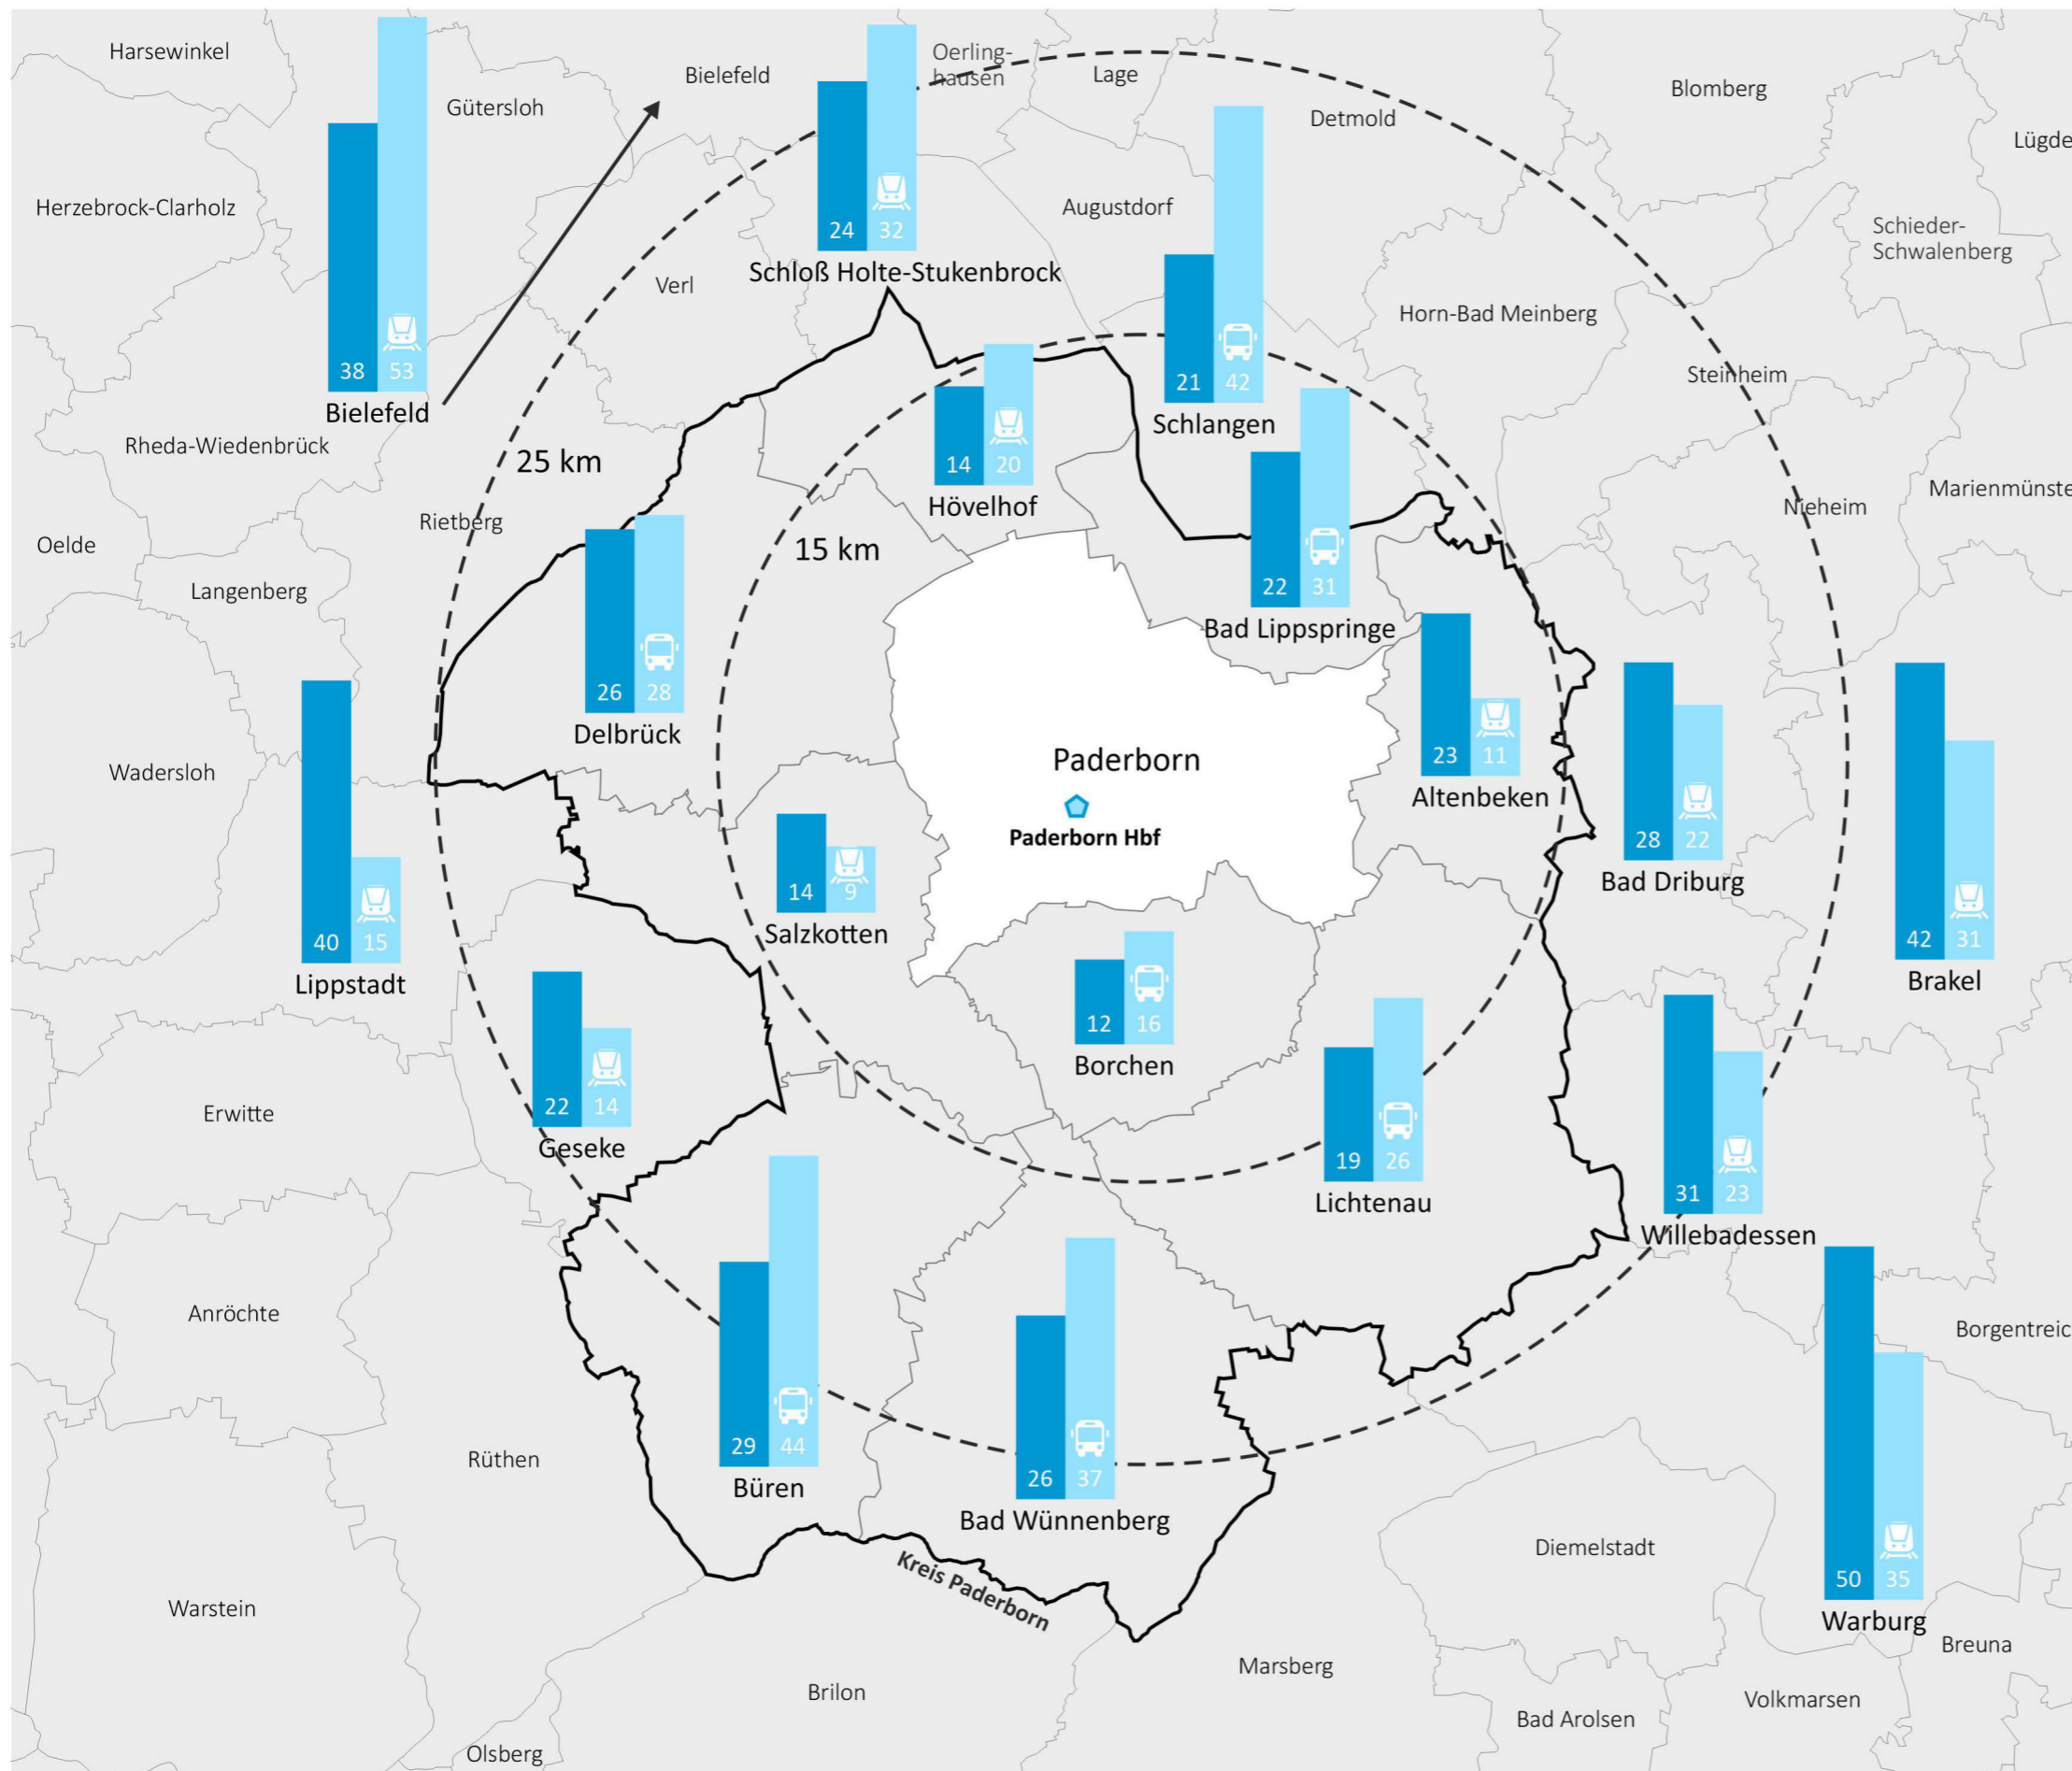 Harsewinkel
Gütersloh
Bielefeld
Oerling-
hausen
Lage
Detmold
Blomberg
Lügde
Herzebrock-Clarholz
38 53
Bielefeld
Verl
24 32
Schloß Holte-Stukenbrock
Augustdorf
21 42
Schlangen
Horn-Bad Meinberg
Schieder-
Schwalenberg
Steinheim
Rheda-Wiedenbrück
25 km
14 20
Hövelhof
15 km
Rietberg
Nieheim
Marienmünste
Oelde
Langenberg
22 31
Bad Lippspringe
26 28
Delbrück
Wadersloh
Paderborn
Paderborn Hbf
23 11
Altenbeken
28 22
Bad Driburg
40 15
Lippstadt
14 9
Salzkotten
42 31
Brakel
12 16
Borchen
22 14
Geseke
Erwitte
19 26
Lichtenau
31 23
Willebadessen
Anröchte
29 44
Büren
26 37
Bad Wünnenberg
Borgentreic
Rüthen
Kreis Paderborn
Diemelstadt
50 35
Warburg
Warstein
Breuna
Marsberg
Brilon
Volkmarsen
Bad Arolsen
Olsberg